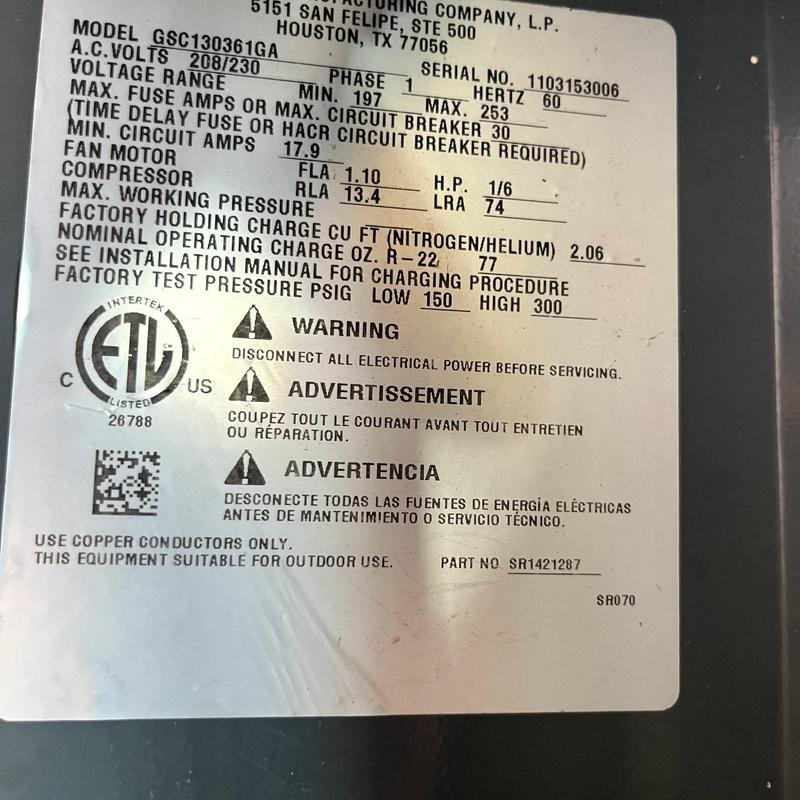 MANUFACTURING COMPANY, L.P.
5151 SAN FELIPE, STE 500
HOUSTON, TX 77056
MODEL GSC130361GA SERIAL NO. 1103153006
A.C.VOLTS 208/230 PHASE 1 HERTZ 60
VOLTAGE RANGE MIN. 197 MAX. 253
MAX. FUSE AMPS OR MAX. CIRCUIT BREAKER 30
(TIME DELAY FUSE OR HACR CIRCUIT BREAKER REQUIRED)
MIN. CIRCUIT AMPS 17.9
FAN MOTOR FLA 1.10 H.P. 1/6
COMPRESSOR RLA 13.4 LRA 74
MAX. WORKING PRESSURE
FACTORY HOLDING CHARGE CU FT (NITROGEN/HELIUM) 2.06
NOMINAL OPERATING CHARGE OZ. R-22 77
SEE INSTALLATION MANUAL FOR CHARGING PROCEDURE
FACTORY TEST PRESSURE PSIG LOW 150 HIGH 300
INTERTEK
ETL CM
C US
LISTED
26788
WARNING
DISCONNECT ALL ELECTRICAL POWER BEFORE SERVICING.
ADVERTISSEMENT
COUPEZ TOUT LE COURANT AVANT TOUT ENTRETIEN
OU RÉPARATION.
ADVERTENCIA
DESCONECTE TODAS LAS FUENTES DE ENERGÍA ELÉCTRICAS
ANTES DE MANTENIMIENTO O SERVICIO TÉCNICO.
USE COPPER CONDUCTORS ONLY.
THIS EQUIPMENT SUITABLE FOR OUTDOOR USE. PART NO SR1421287
SR070